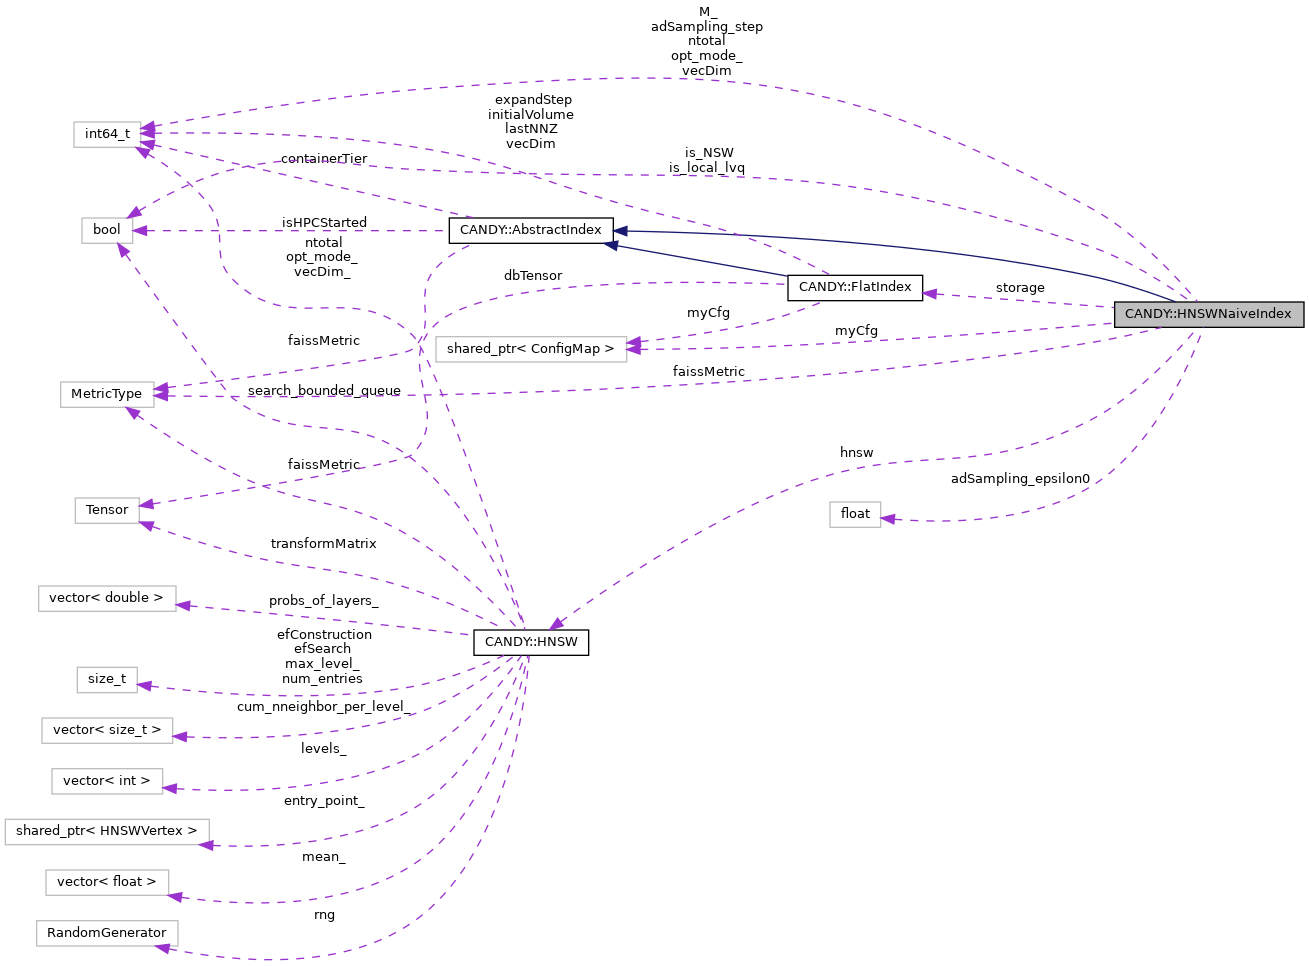 M_
adSampling_step
ntotal
opt_mode_
vecDim
expandStep
initialVolume
lastNNZ
vecDim
int64_t
containerTier
is_NSW
is_local_lvq
bool
isHPCStarted
CANDY::AbstractIndex
ntotal
opt_mode_
vecDim_
dbTensor
CANDY::FlatIndex
storage
CANDY::HNSWNaiveIndex
myCfg
myCfg
faissMetric
shared_ptr< ConfigMap >
faissMetric
MetricType
search_bounded_queue
hnsw
faissMetric
adSampling_epsilon0
Tensor
float
transformMatrix
vector< double >
probs_of_layers_
efConstruction
efSearch
max_level_
num_entries
CANDY::HNSW
size_t
cum_nneighbor_per_level_
vector< size_t >
levels_
vector< int >
entry_point_
shared_ptr< HNSWVertex >
mean_
vector< float >
rng
RandomGenerator